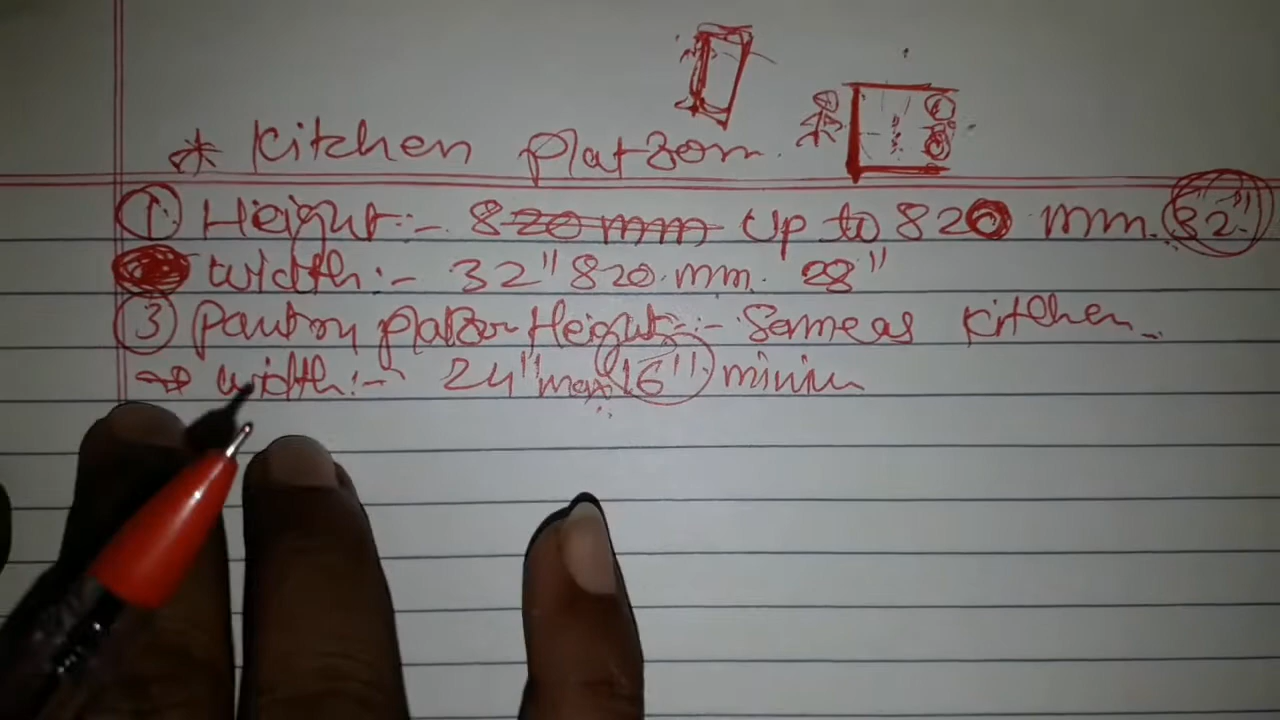 * Kitchen Platform.
① Height:- 820 mm Up to 820 mm. 32"
Width:- 32" 820 mm. 28"
③ Pantry Platform Height:- Same as Kitchen.
→ width:- 24" max 16" minim